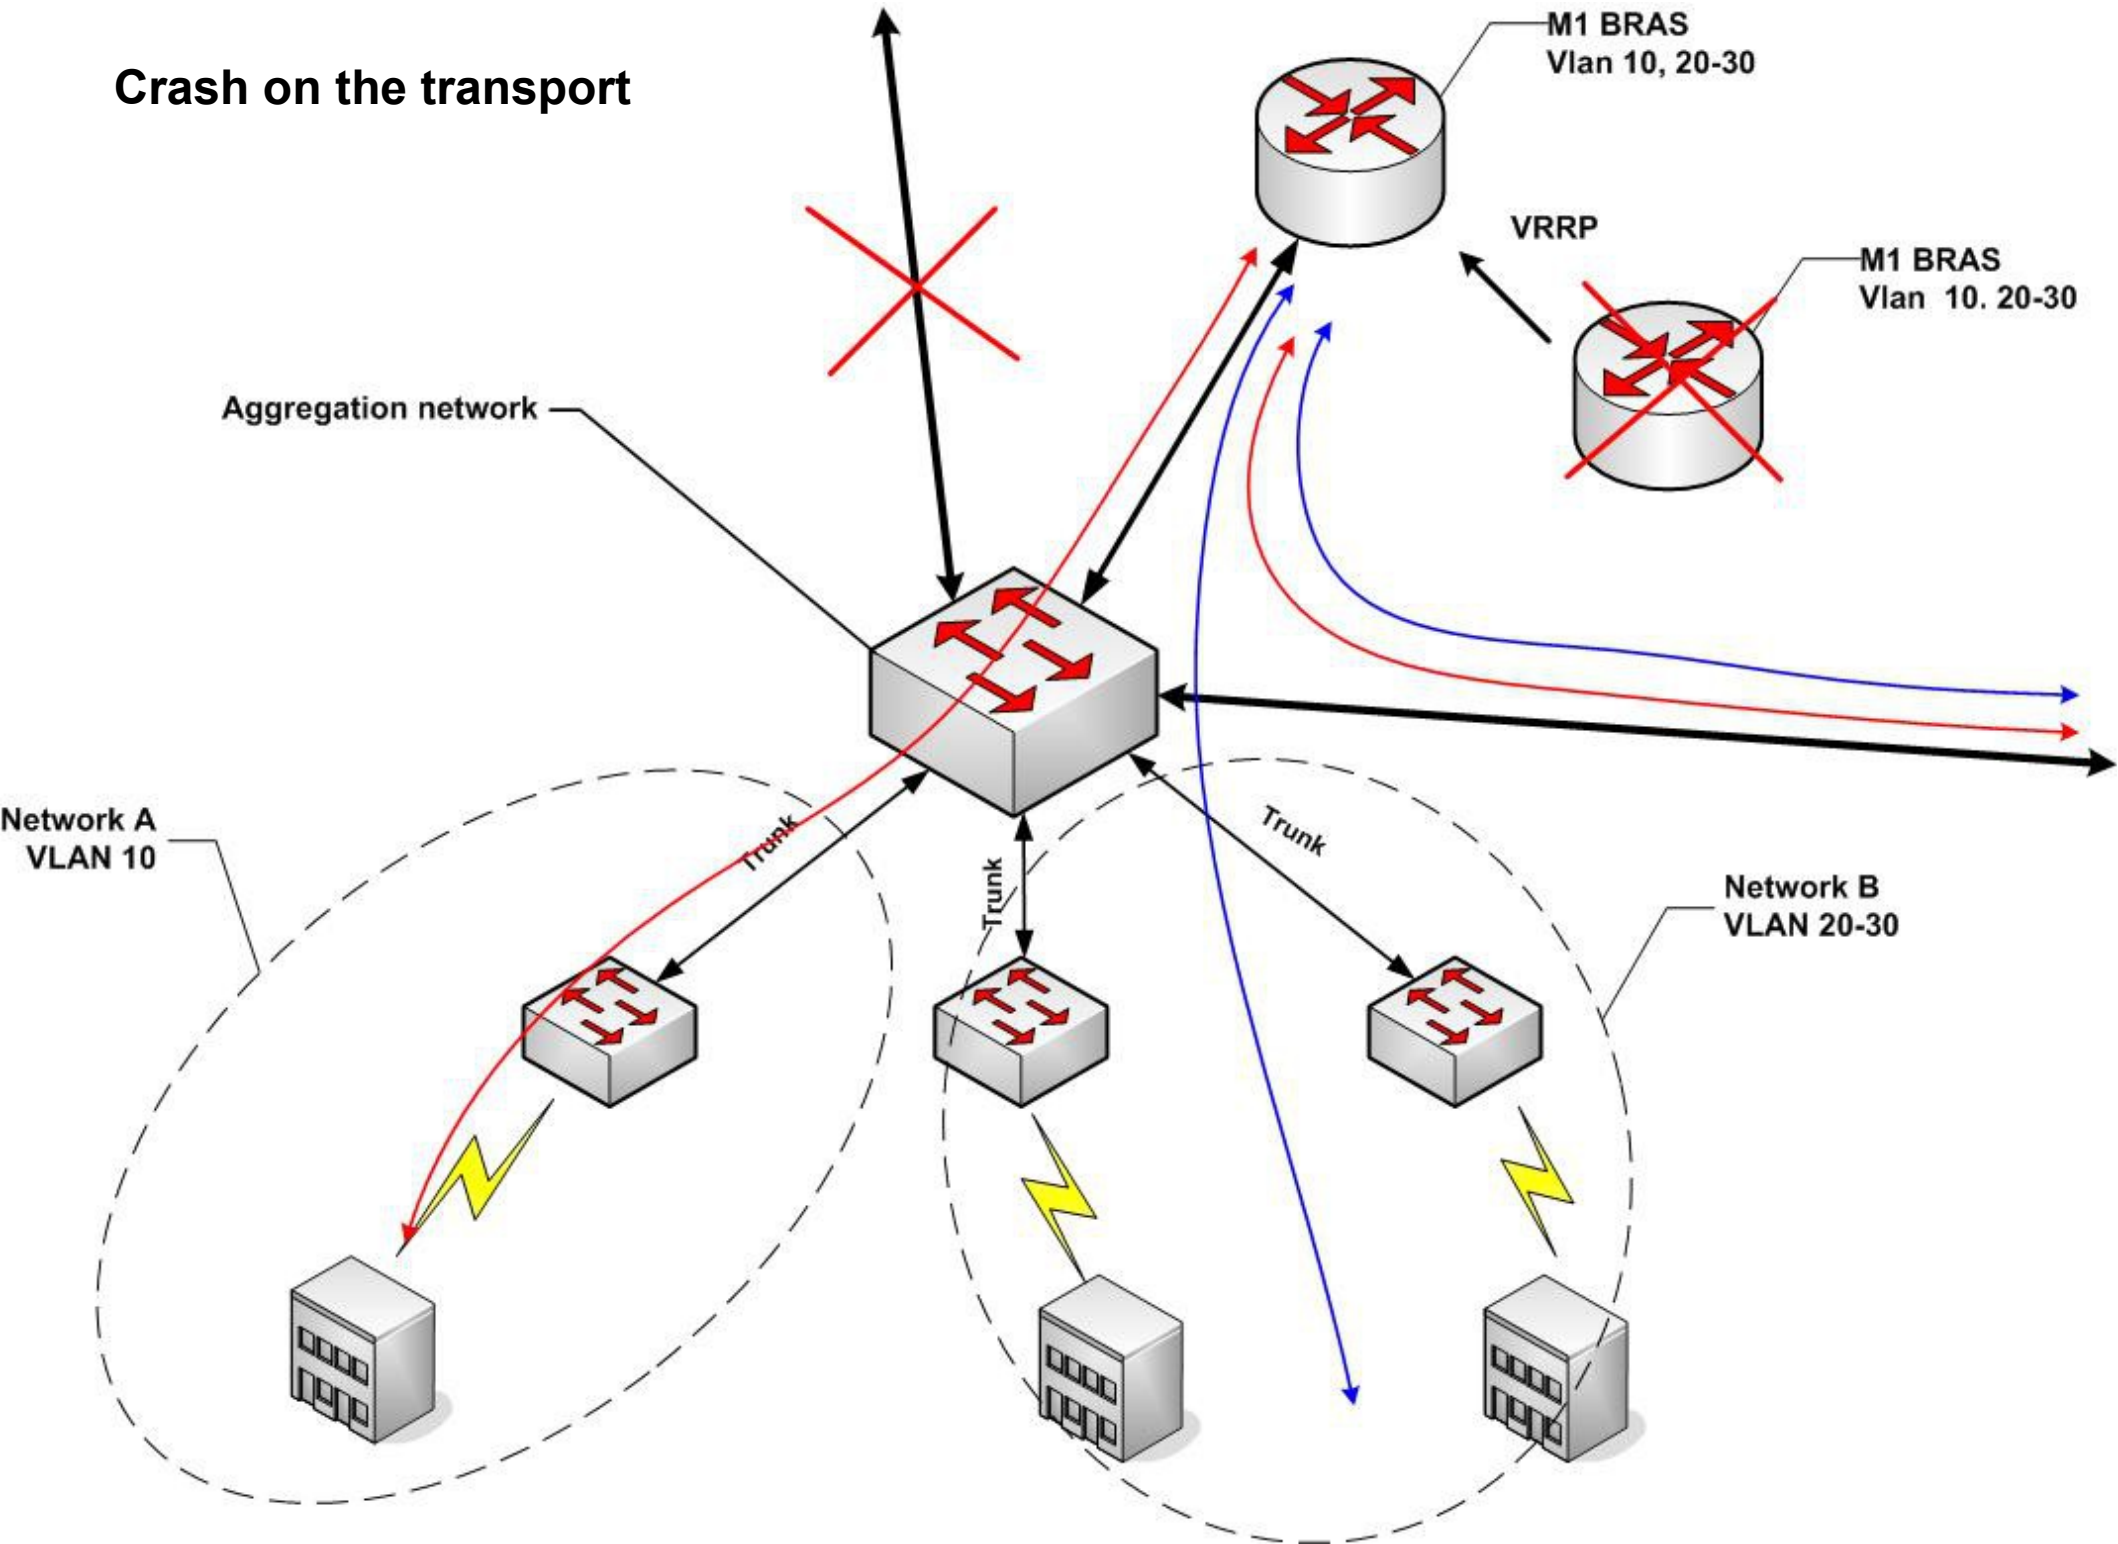 Crash on the transport
M1 BRAS
Vlan 10, 20-30
VRRP
M1 BRAS
Vlan 10. 20-30
Aggregation network
Network A
VLAN 10
Trunk
Trunk
Trunk
Network B
VLAN 20-30